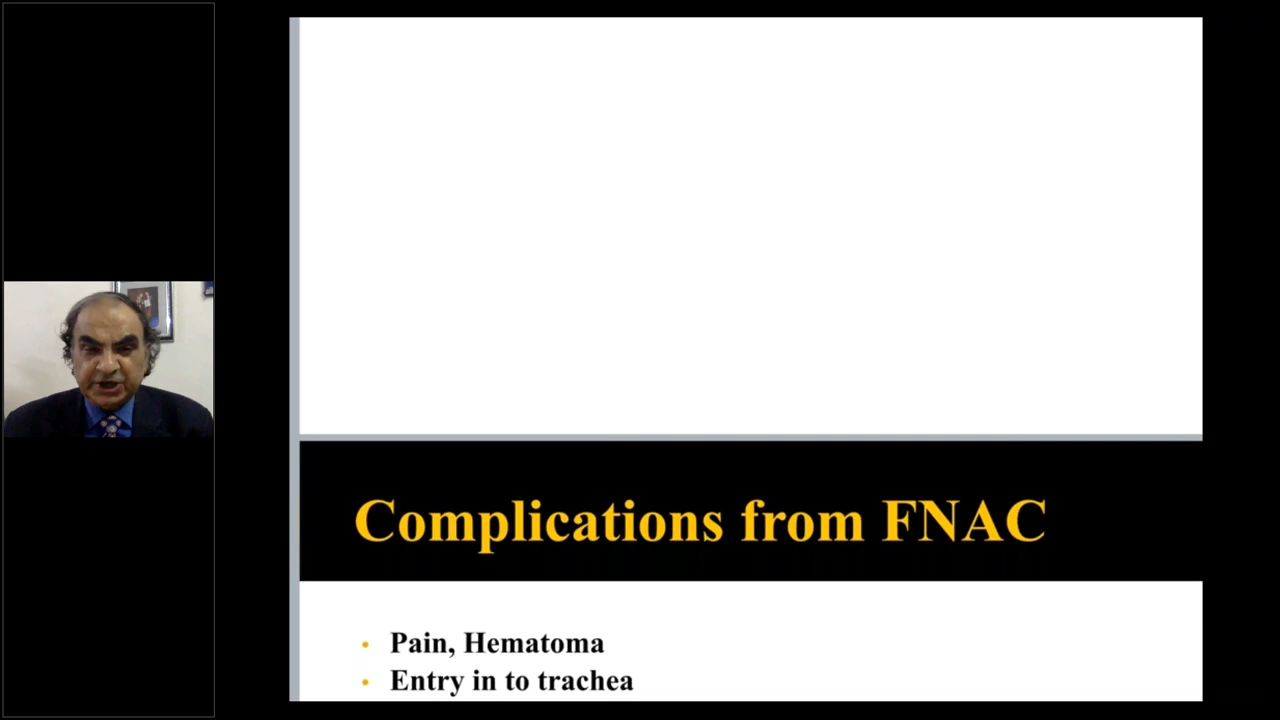 Complications from FNAC
• Pain, Hematoma
• Entry in to trachea